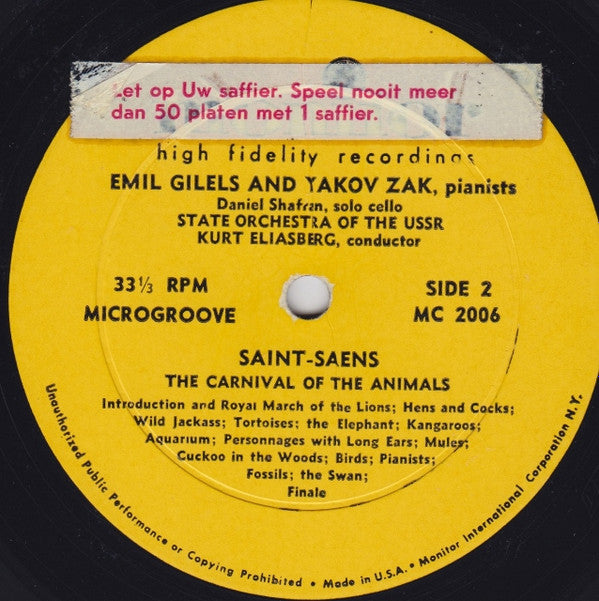 Let op Uw saffier. Speel nooit meer
dan 50 platen met 1 saffier.
high fidelity recordings
EMIL GILELS AND YAKOV ZAK, pianists
Daniel Shafran, solo cello
STATE ORCHESTRA OF THE USSR
KURT ELIASBERG, conductor
33⅓ RPM
MICROGROOVE
SIDE 2
MC 2006
SAINT-SAENS
THE CARNIVAL OF THE ANIMALS
Introduction and Royal March of the Lions; Hens and Cocks;
Wild Jackass; Tortoises; the Elephant; Kangaroos;
Aquarium; Personnages with Long Ears; Mules;
Cuckoo in the Woods; Birds; Pianists;
Fossils; the Swan;
Finale
Unauthorized Public Performance or Copying Prohibited • Made in U.S.A. • Monitor International Corporation N.Y.